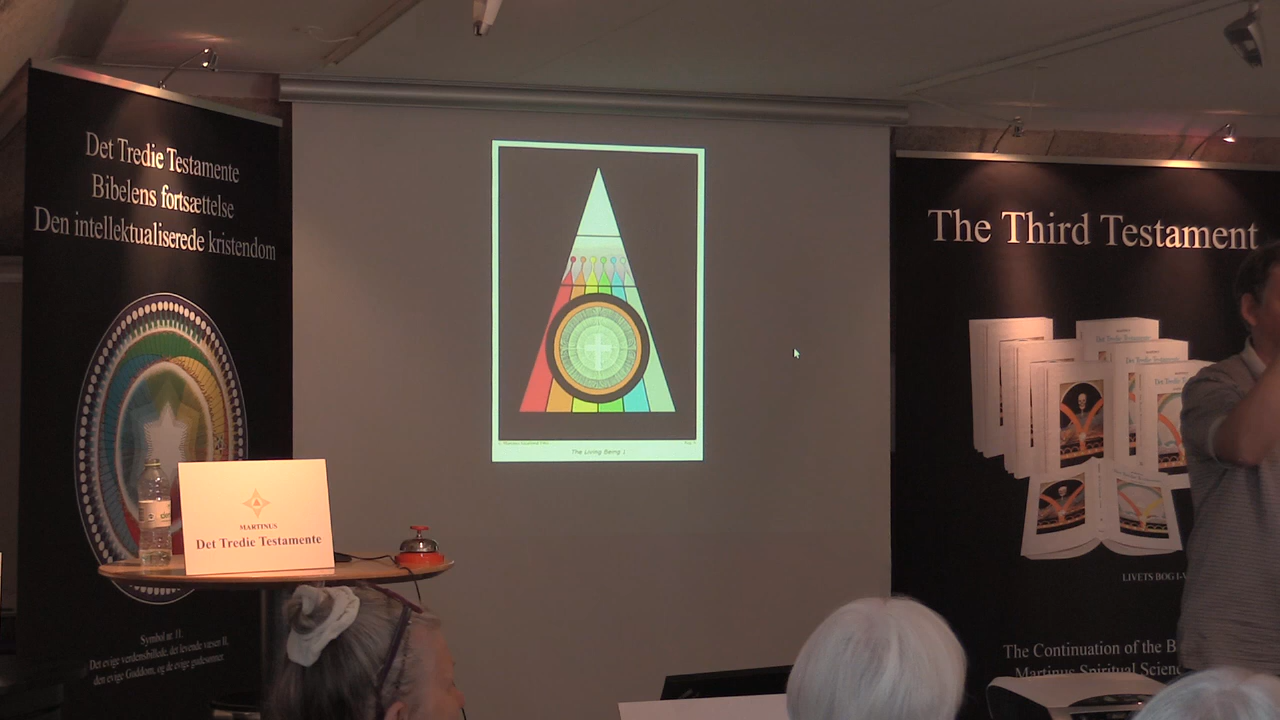 Det Tredie Testamente
Bibelens fortsættelse
Den intellektualiserede kristendom
Symbol nr. 11.
Det evige verdensbillede, det levende væsen II,
den evige Guddom, og de evige gudesønner.
MARTINUS
Det Tredie Testamente
The Living Being 1
The Third Testament
LIVETS BOG I-V
The Continuation of the B
Martinus Spiritual Scienc